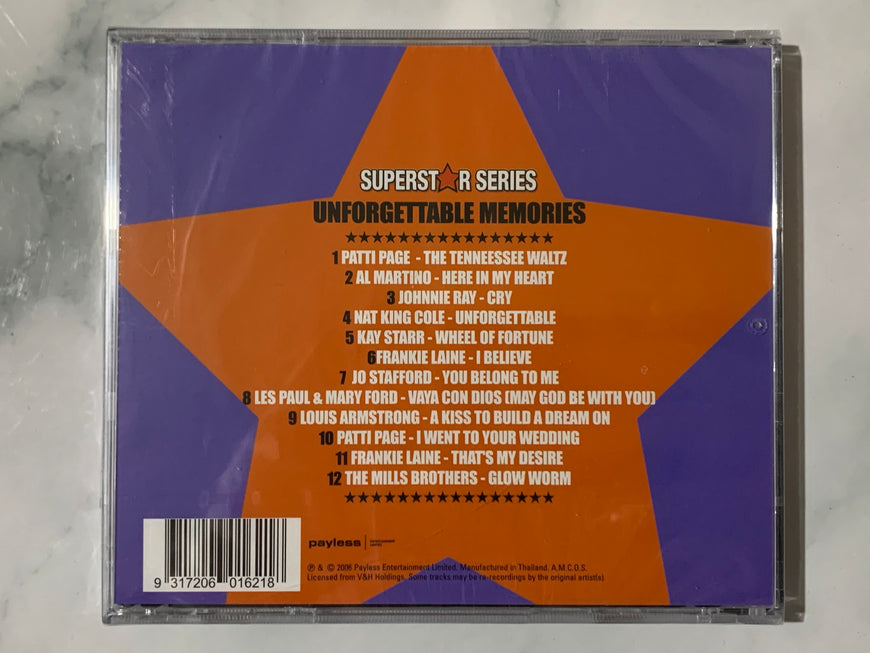 SUPERSTAR SERIES
UNFORGETTABLE MEMORIES
1 PATTI PAGE - THE TENNEESSEE WALTZ
2 AL MARTINO - HERE IN MY HEART
3 JOHNNIE RAY - CRY
4 NAT KING COLE - UNFORGETTABLE
5 KAY STARR - WHEEL OF FORTUNE
6FRANKIE LAINE - I BELIEVE
7 JO STAFFORD - YOU BELONG TO ME
8 LES PAUL & MARY FORD - VAYA CON DIOS (MAY GOD BE WITH YOU)
9 LOUIS ARMSTRONG - A KISS TO BUILD A DREAM ON
10 PATTI PAGE - I WENT TO YOUR WEDDING
11 FRANKIE LAINE - THAT'S MY DESIRE
12 THE MILLS BROTHERS - GLOW WORM
9 317206 016218
payless entertainment limited
℗ & © 2006 Payless Entertainment Limited. Manufactured in Thailand. A.M.C.O.S.
Licensed from V&H Holdings. Some tracks may be re-recordings by the original artist(s)